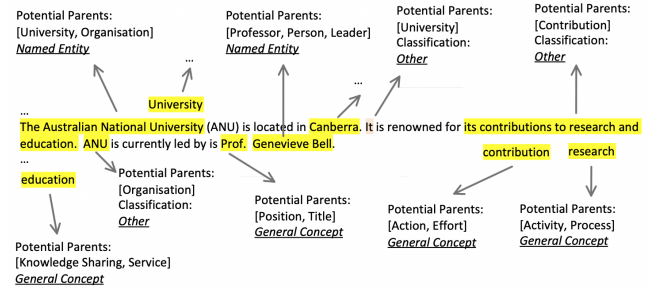 Potential Parents:
[University, Organisation]
Named Entity
Potential Parents:
[Professor, Person, Leader]
Named Entity
Potential Parents:
[University]
Classification:
Other
Potential Parents:
[Contribution]
Classification:
Other
...
...
University
...
The Australian National University (ANU) is located in Canberra. It is renowned for its contributions to research and
education. ANU is currently led by is Prof. Genevieve Bell.
...
education
contribution
research
Potential Parents:
[Organisation]
Classification:
Other
Potential Parents:
[Position, Title]
General Concept
Potential Parents:
[Action, Effort]
General Concept
Potential Parents:
[Activity, Process]
General Concept
Potential Parents:
[Knowledge Sharing, Service]
General Concept